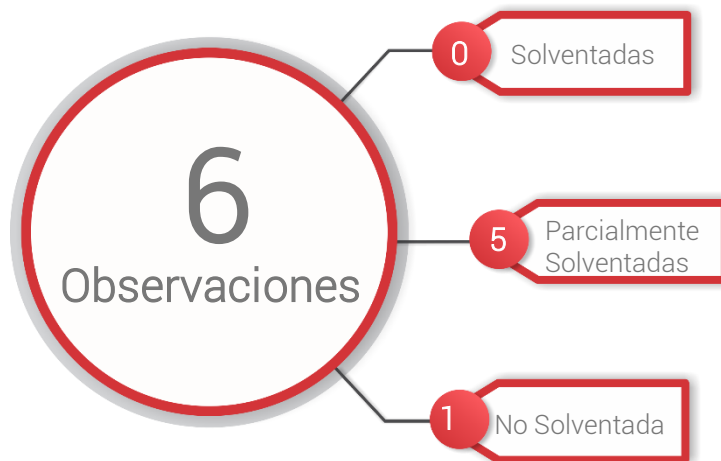 6
Observaciones
0
Solventadas
5
Parcialmente
Solventadas
1
No Solventada